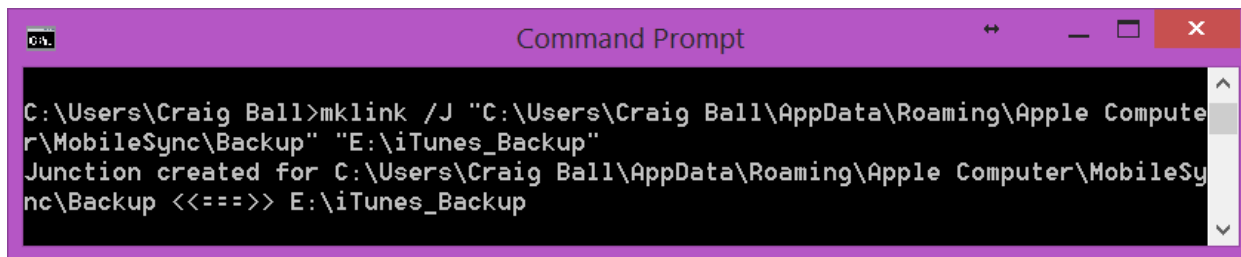 Command Prompt
C:\Users\Craig Ball>mklink /J "C:\Users\Craig Ball\AppData\Roaming\Apple Compute
r\MobileSync\Backup" "E:\iTunes_Backup"
Junction created for C:\Users\Craig Ball\AppData\Roaming\Apple Computer\MobileSy
nc\Backup <<===>> E:\iTunes_Backup